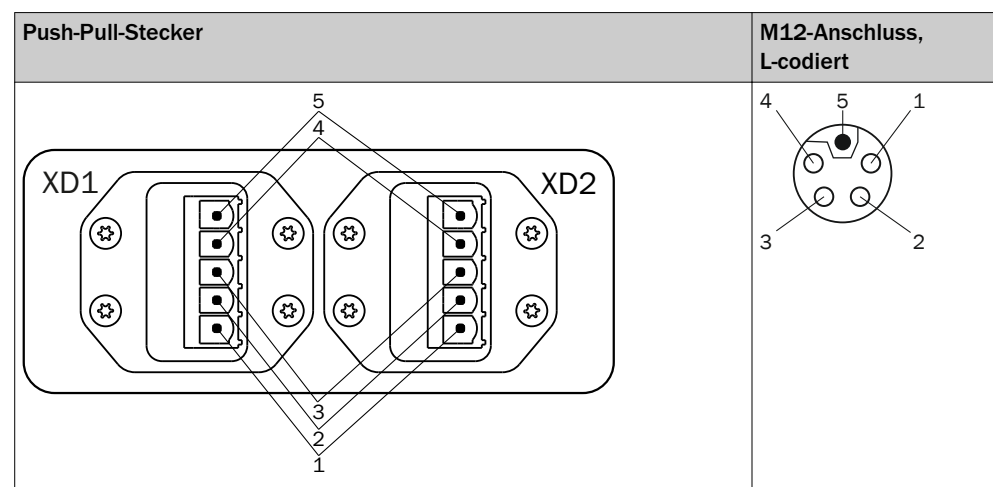 Push-Pull-Stecker
M12-Anschluss,
L-codiert
5
4
XD1
XD2
3
2
1
4 5 1
3 2